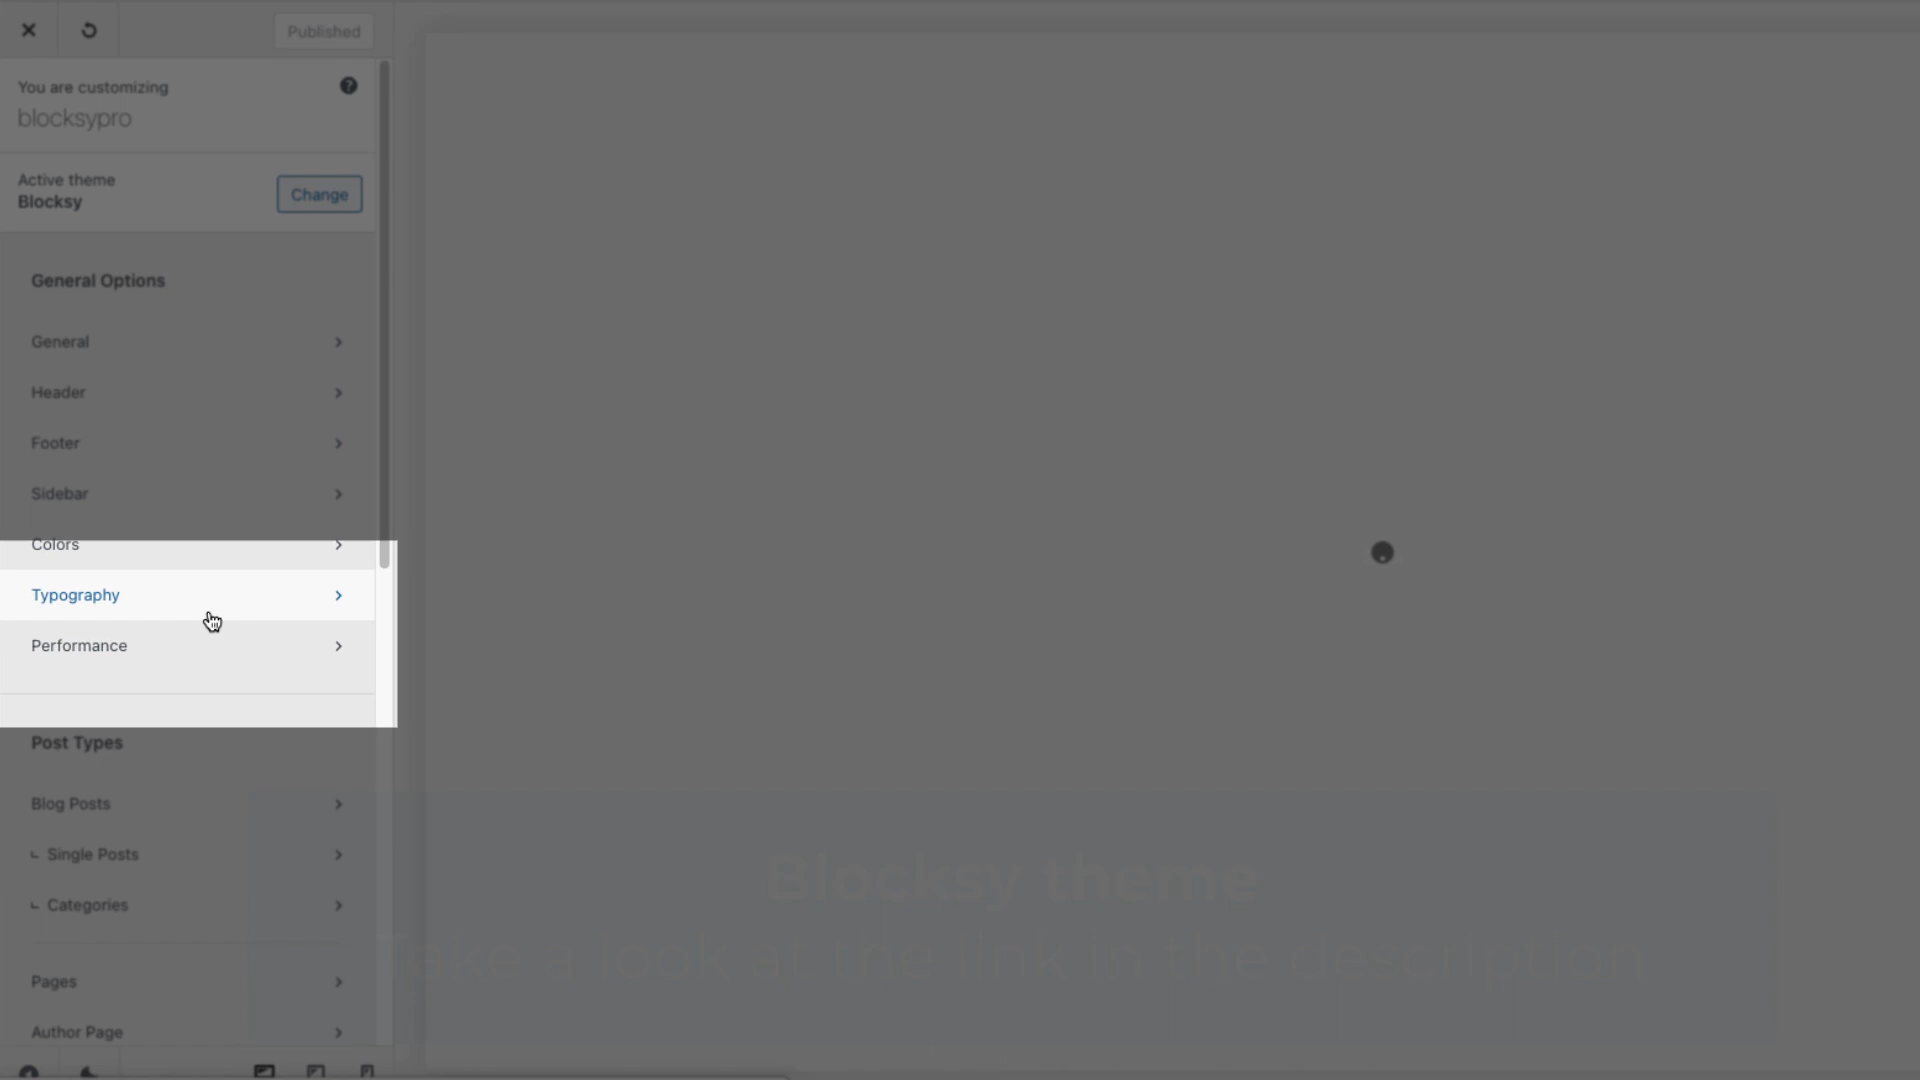 Published
You are customizing
blocksypro
Active theme
Blocksy
Change
General Options
General
Header
Footer
Sidebar
Colors
Typography
Performance
Post Types
Blog Posts
Single Posts
Categories
Blocksy theme
Take a look at the link in the description
Pages
Author Page